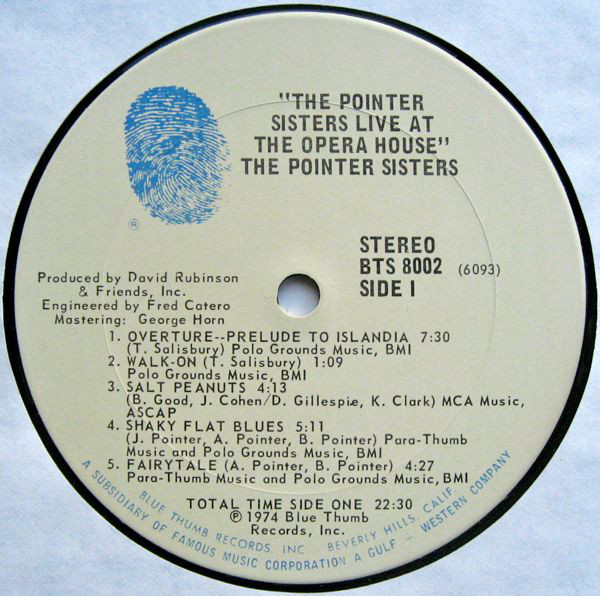 "THE POINTER
SISTERS LIVE AT
THE OPERA HOUSE"
THE POINTER SISTERS
®
STEREO
BTS 8002 (6093)
SIDE I
Produced by David Rubinson
& Friends, Inc.
Engineered by Fred Catero
Mastering: George Horn
1. OVERTURE--PRELUDE TO ISLANDIA 7:30
(T. Salisbury) Polo Grounds Music, BMI
2. WALK-ON (T. Salisbury) 1:09
Polo Grounds Music, BMI
3. SALT PEANUTS 4:13
(B. Good, J. Cohen/D. Gillespie, K. Clark) MCA Music,
ASCAP
4. SHAKY FLAT BLUES 5:11
(J. Pointer, A. Pointer, B. Pointer) Para-Thumb
Music and Polo Grounds Music, BMI
5. FAIRYTALE (A. Pointer, B. Pointer) 4:27
Para-Thumb Music and Polo Grounds Music, BMI
TOTAL TIME SIDE ONE 22:30
℗ 1974 Blue Thumb
Records, Inc.
BLUE THUMB RECORDS, INC BEVERLY HILLS, CALIF
A SUBSIDIARY OF FAMOUS MUSIC CORPORATION A GULF + WESTERN COMPANY